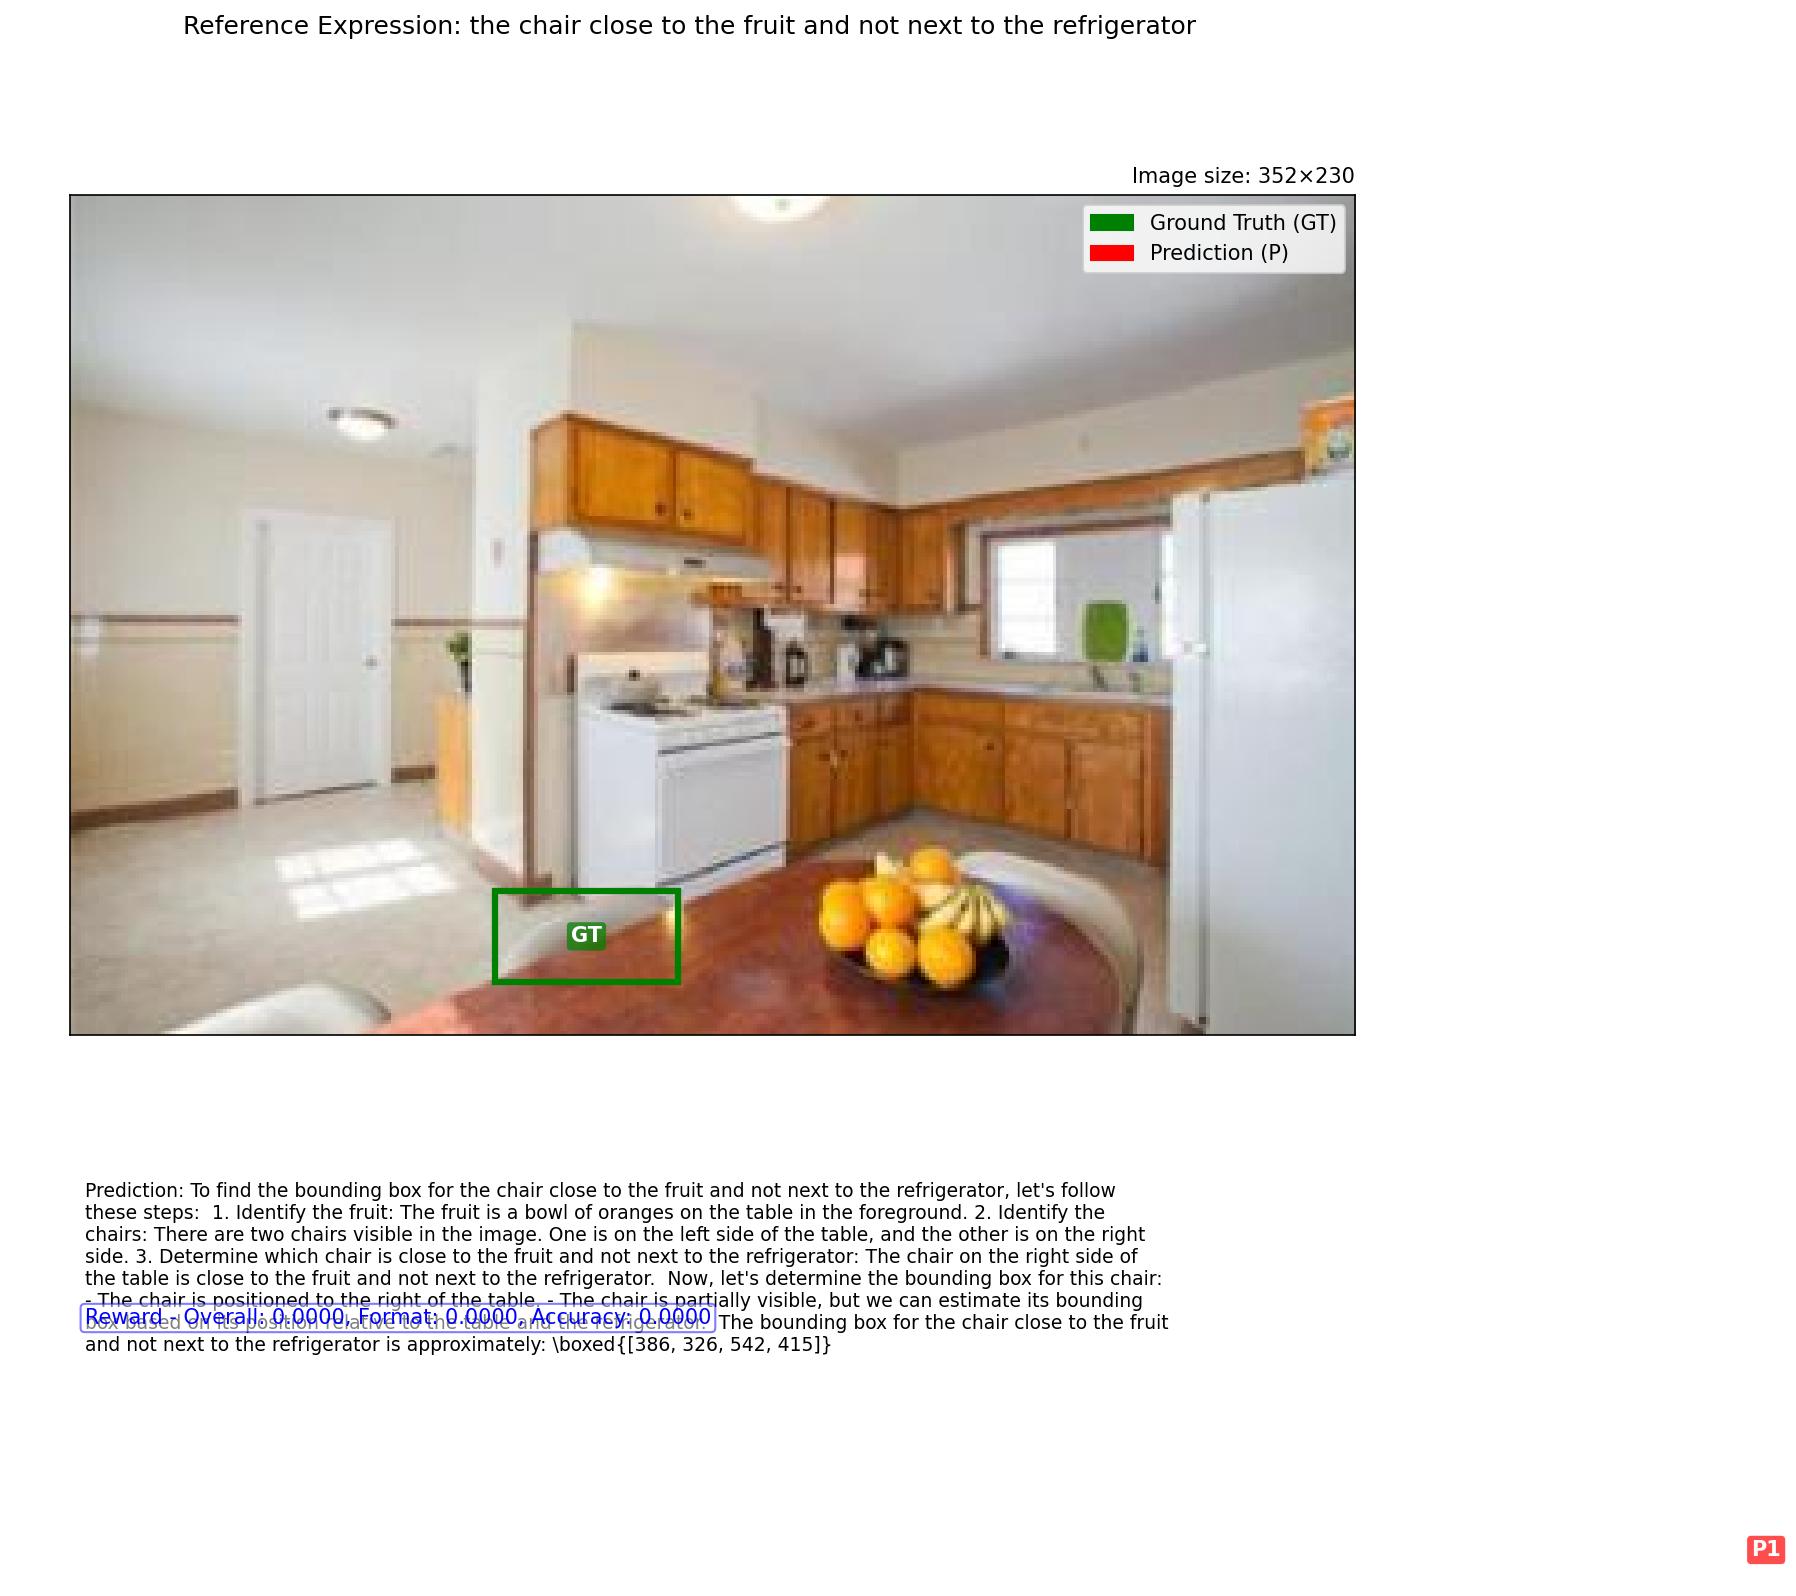 Reference Expression: the chair close to the fruit and not next to the refrigerator
Image size: 352×230
Ground Truth (GT)
Prediction (P)
GT
Prediction: To find the bounding box for the chair close to the fruit and not next to the refrigerator, let's follow
these steps:  1. Identify the fruit: The fruit is a bowl of oranges on the table in the foreground. 2. Identify the
chairs: There are two chairs visible in the image. One is on the left side of the table, and the other is on the right
side. 3. Determine which chair is close to the fruit and not next to the refrigerator: The chair on the right side of
the table is close to the fruit and not next to the refrigerator.  Now, let's determine the bounding box for this chair:
- The chair is positioned to the right of the table. - The chair is partially visible, but we can estimate its bounding
Reward - Overall: 0.0000, Format: 0.0000, Accuracy: 0.0000
box based on its position relative to the table and the refrigerator.  The bounding box for the chair close to the fruit
and not next to the refrigerator is approximately: \boxed{[386, 326, 542, 415]}
P1